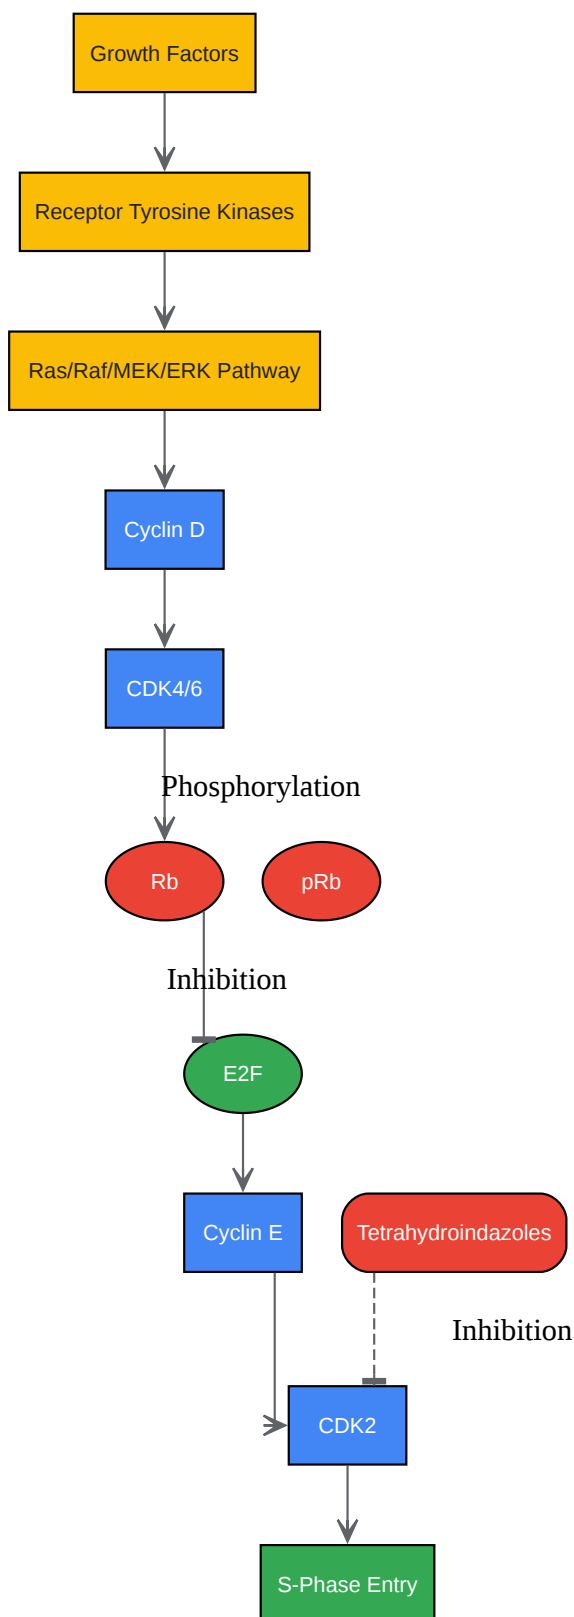 Growth Factors
Receptor Tyrosine Kinases
Ras/Raf/MEK/ERK Pathway
Cyclin D
CDK4/6
Phosphorylation
Rb
pRb
Inhibition
E2F
Cyclin E
Tetrahydroindazoles
Inhibition
CDK2
S-Phase Entry